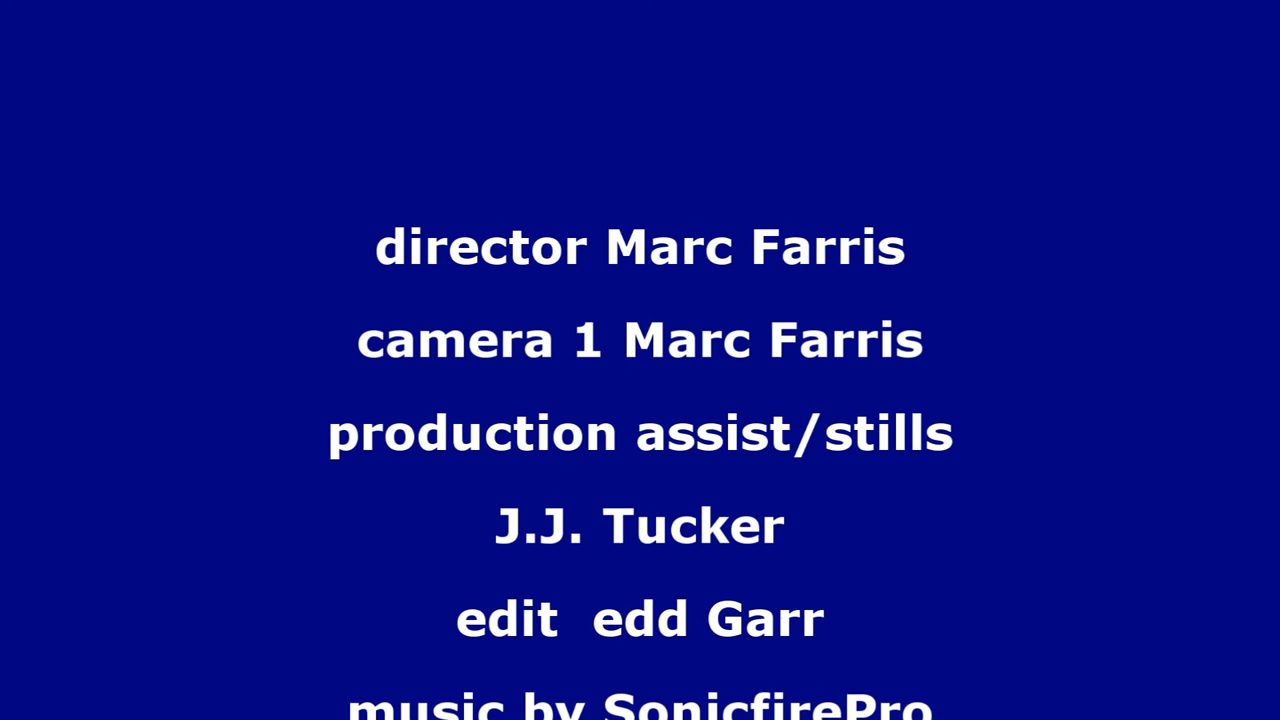 director Marc Farris
camera 1 Marc Farris
production assist/stills
J.J. Tucker
edit  edd Garr
music by SonicfirePro